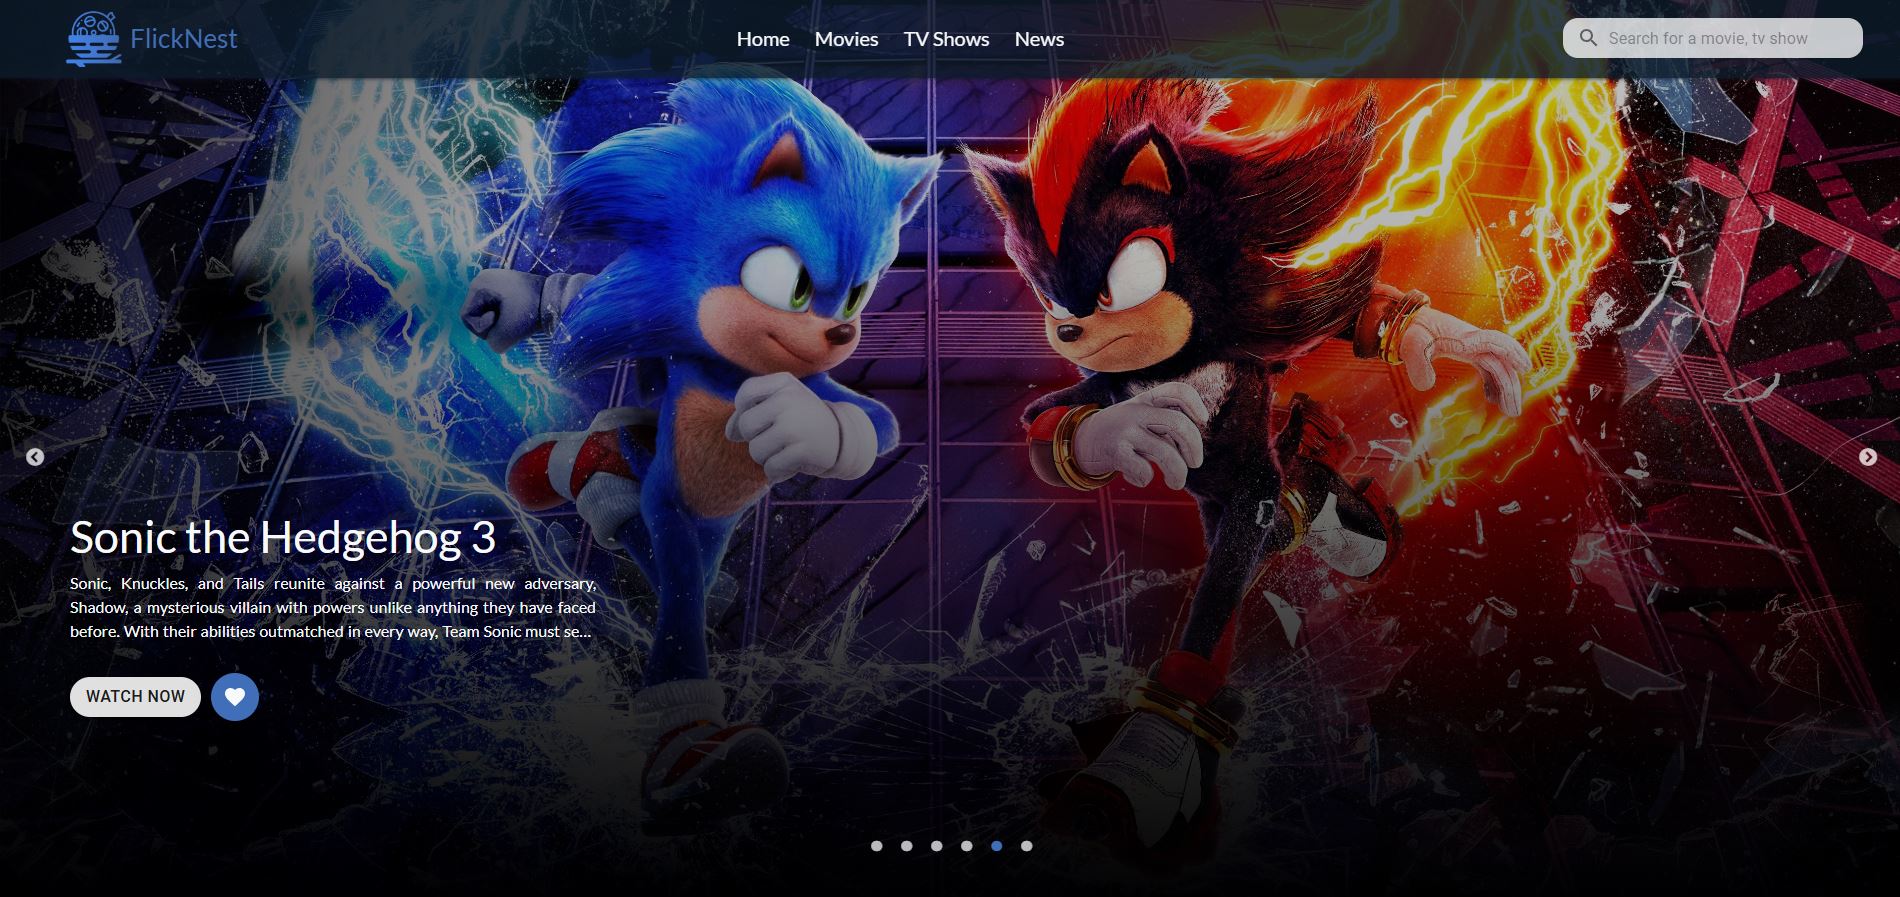 FlickNest
Home Movies TV Shows News
Search for a movie, tv show
Sonic the Hedgehog 3
Sonic, Knuckles, and Tails reunite against a powerful new adversary,
Shadow, a mysterious villain with powers unlike anything they have faced
before. With their abilities outmatched in every way, Team Sonic must se...
WATCH NOW